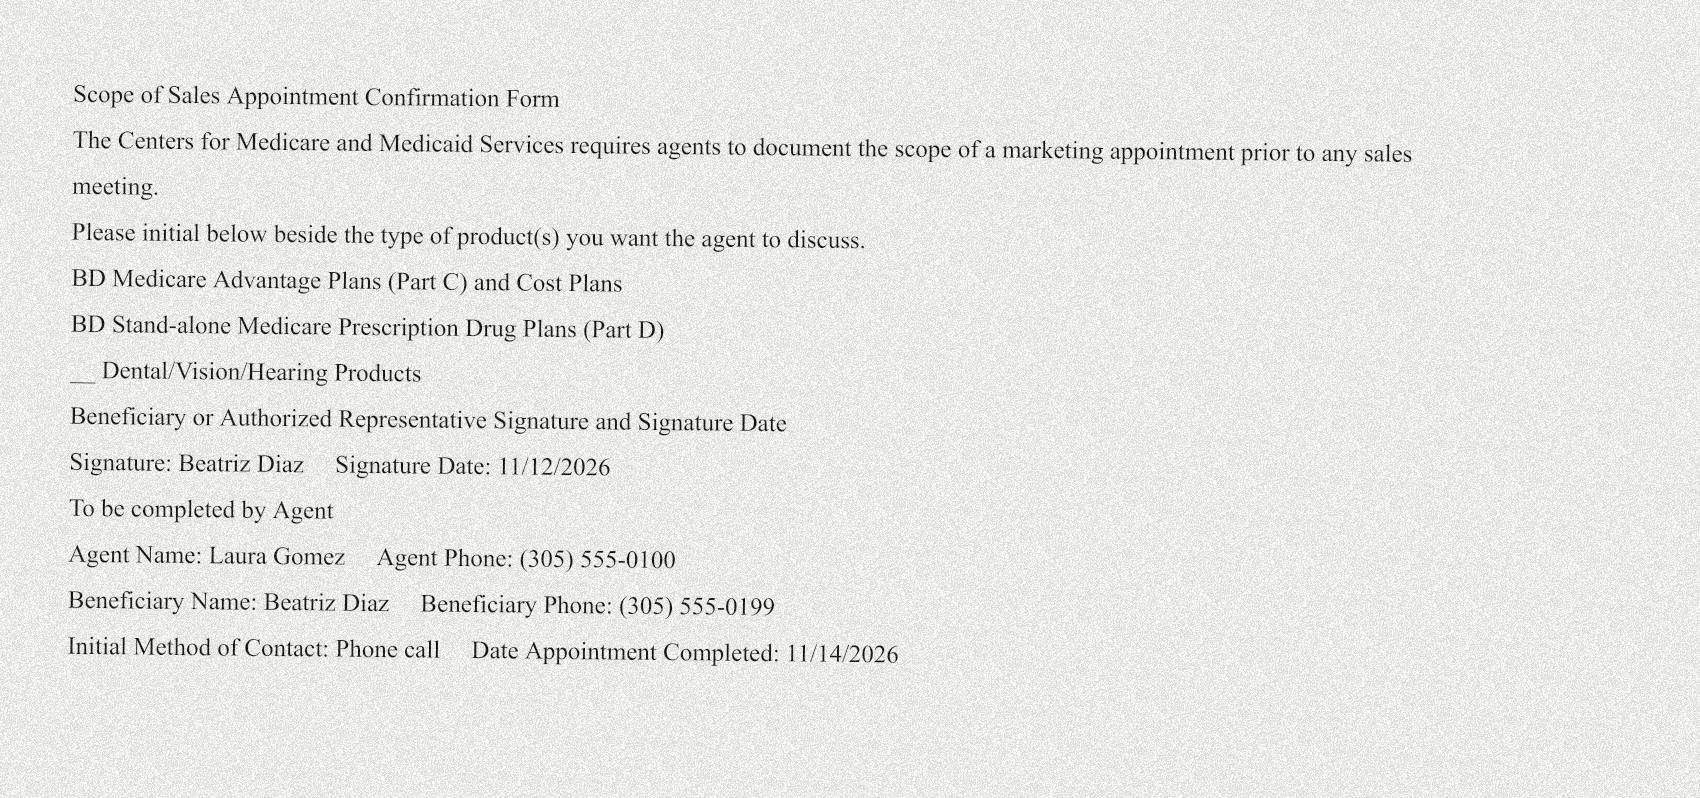 Scope of Sales Appointment Confirmation Form
The Centers for Medicare and Medicaid Services requires agents to document the scope of a marketing appointment prior to any sales
meeting.
Please initial below beside the type of product(s) you want the agent to discuss.
BD Medicare Advantage Plans (Part C) and Cost Plans
BD Stand-alone Medicare Prescription Drug Plans (Part D)
__ Dental/Vision/Hearing Products
Beneficiary or Authorized Representative Signature and Signature Date
Signature: Beatriz Diaz Signature Date: 11/12/2026
To be completed by Agent
Agent Name: Laura Gomez Agent Phone: (305) 555-0100
Beneficiary Name: Beatriz Diaz Beneficiary Phone: (305) 555-0199
Initial Method of Contact: Phone call Date Appointment Completed: 11/14/2026